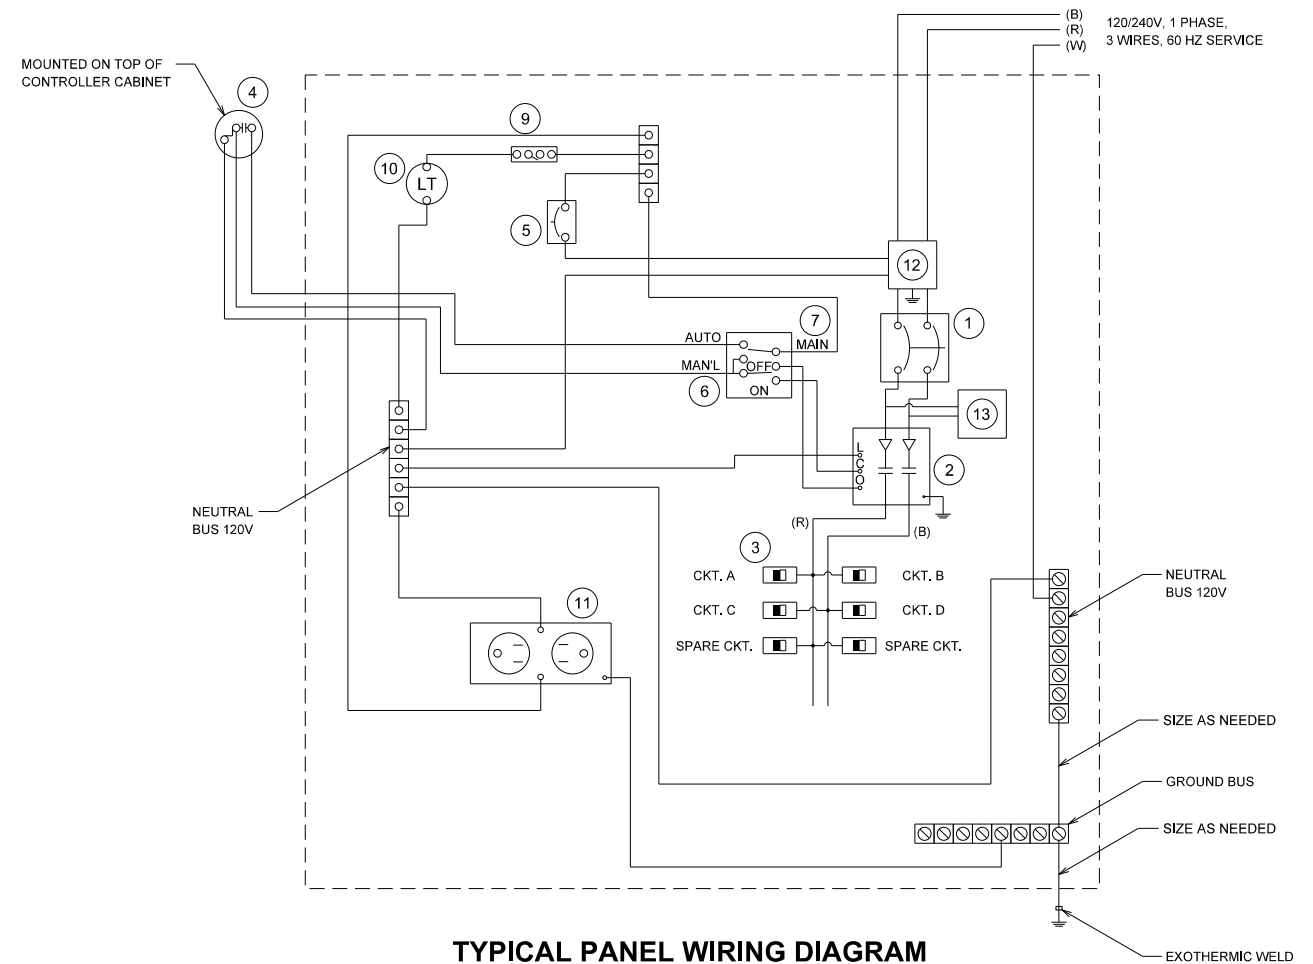 (B)
(R)
(W)
120/240V, 1 PHASE,
3 WIRES, 60 HZ SERVICE
MOUNTED ON TOP OF
CONTROLLER CABINET
4
9
10
LT
5
12
7
1
AUTO
MAIN
MAN'L
OFF
6
ON
13
L
C
O
2
NEUTRAL
BUS 120V
(R)
(B)
3
CKT. A
CKT. B
CKT. C
CKT. D
SPARE CKT.
SPARE CKT.
NEUTRAL
BUS 120V
11
SIZE AS NEEDED
GROUND BUS
SIZE AS NEEDED
EXOTHERMIC WELD
TYPICAL PANEL WIRING DIAGRAM